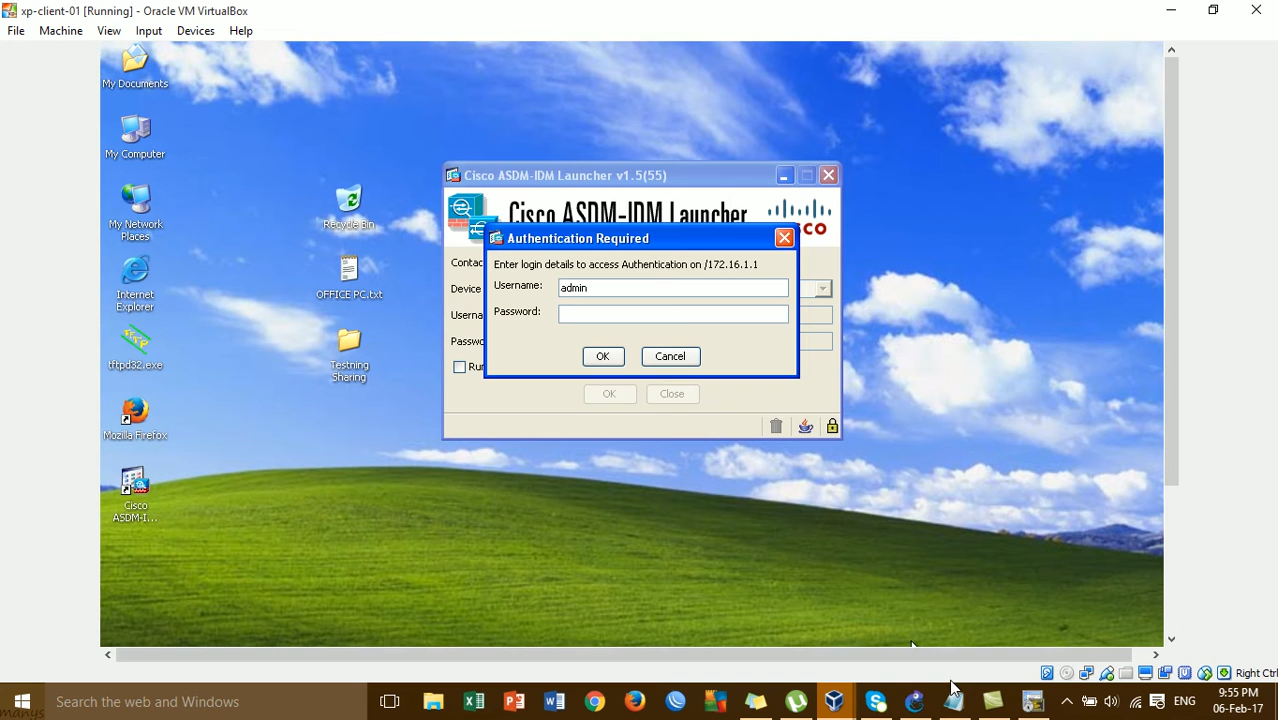 xp-client-01 [Running] - Oracle VM VirtualBox
File Machine View Input Devices Help
My Documents
My Computer
My Network Places
Internet Explorer
tftpd32.exe
Mozilla Firefox
Cisco ASDM-I...
Recycle Bin
OFFICE PC.txt
Testning Sharing
Cisco ASDM-IDM Launcher v1.5(55)
Cisco ASDM-IDM Launcher
Authentication Required
Enter login details to access Authentication on /172.16.1.1
Username: admin
Password:
OK Cancel
Device
OK Close
Right Ctrl
Search the web and Windows
ENG
9:55 PM
06-Feb-17